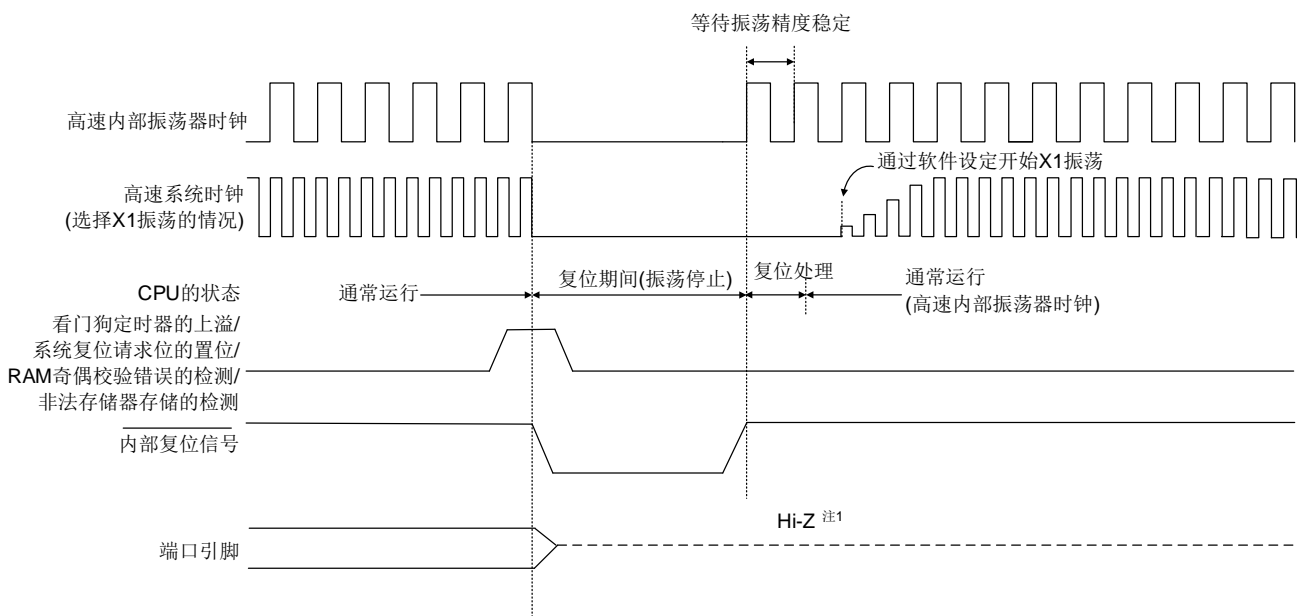 等待振荡精度稳定
高速内部振荡器时钟
通过软件设定开始X1振荡
高速系统时钟
(选择X1振荡的情况)
CPU的状态
通常运行
复位期间(振荡停止)
复位处理
通常运行
(高速内部振荡器时钟)
看门狗定时器的上溢/
系统复位请求位的置位/
RAM奇偶校验错误的检测/
非法存储器存储的检测
内部复位信号
Hi-Z 注1
端口引脚